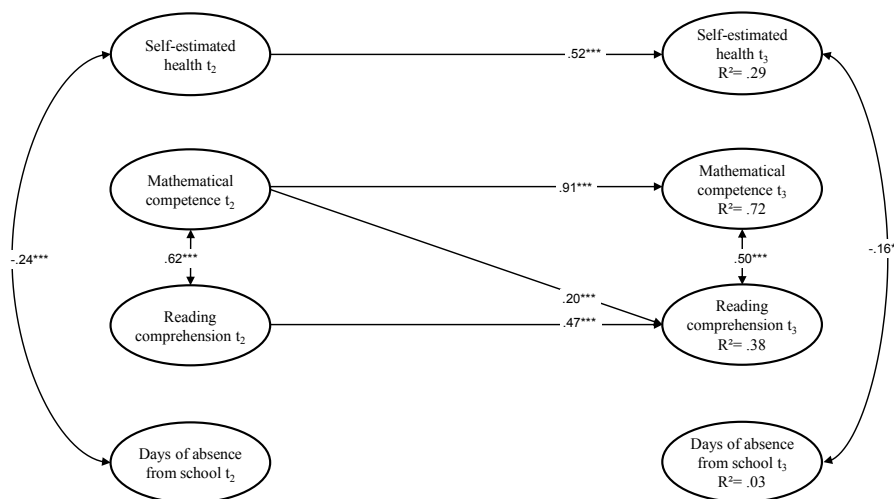 Self-estimated
health t₂
.52***
Self-estimated
health t₃
R²= .29
Mathematical
competence t₂
.91***
Mathematical
competence t₃
R²= .72
-.24***
.62***
.50***
-.16*
.20***
Reading
comprehension t₂
.47***
Reading
comprehension t₃
R²= .38
Days of absence
from school t₂
Days of absence
from school t₃
R²= .03